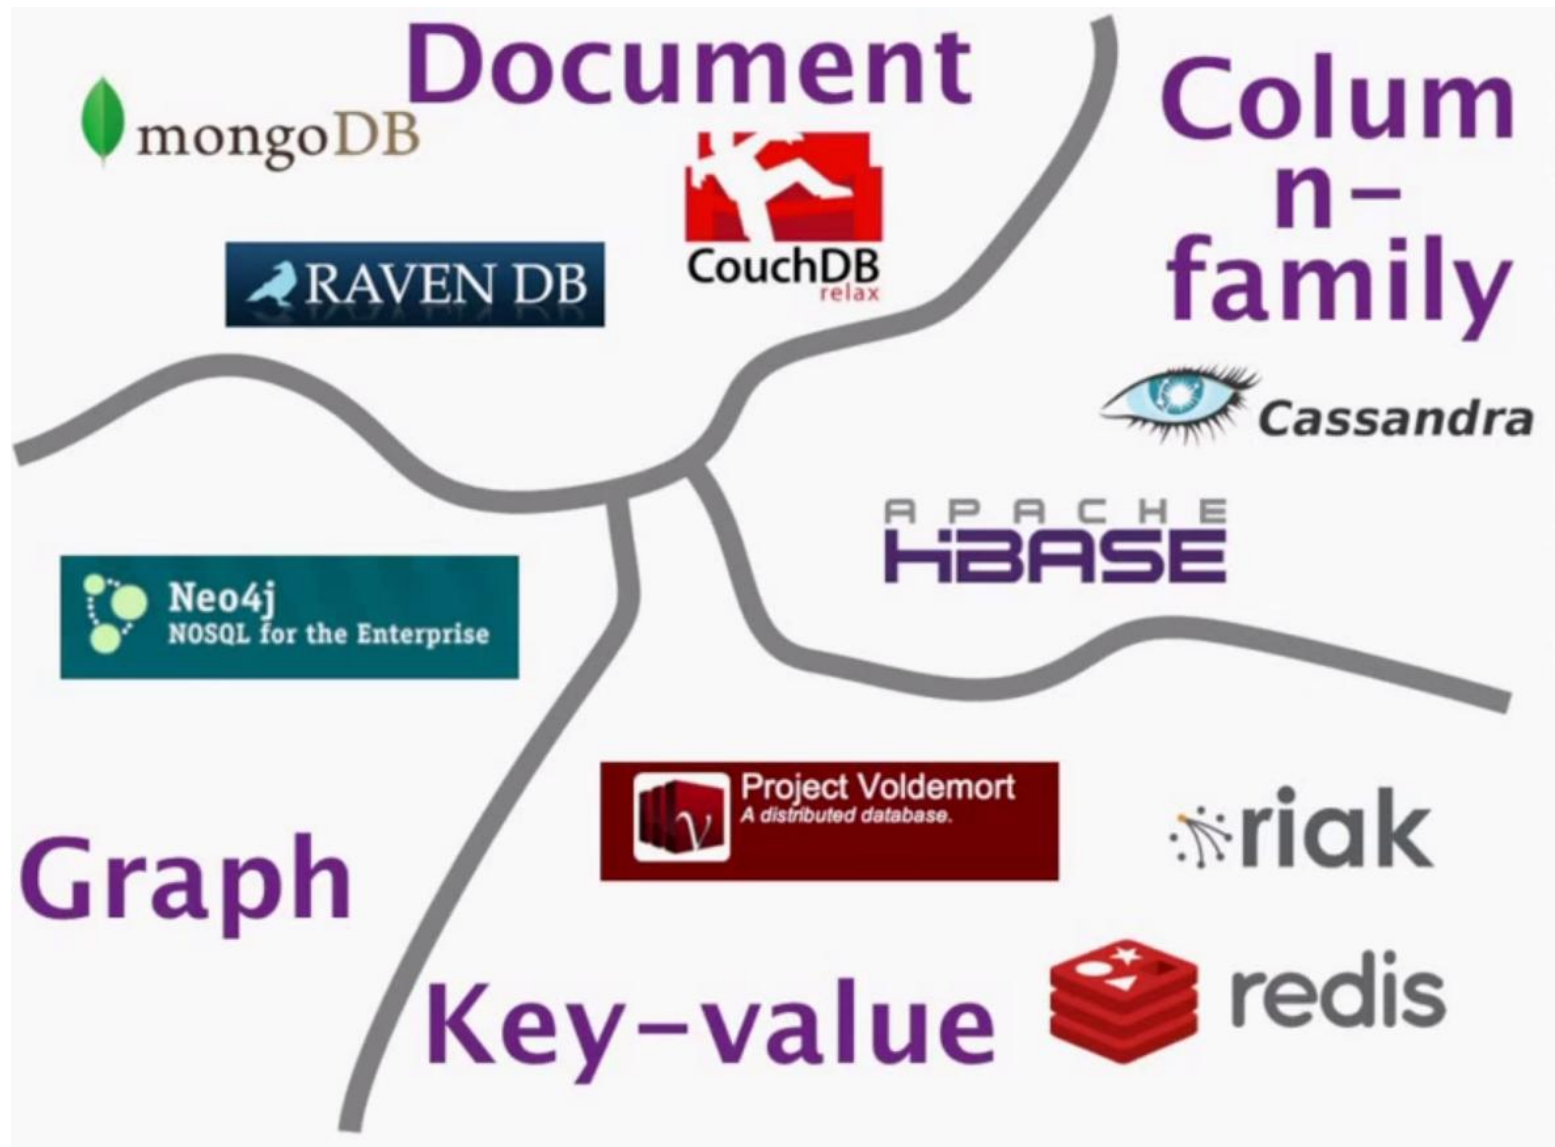 Document
mongoDB
CouchDB
relax
RAVEN DB
Colum
n-
family
Cassandra
APACHE
HBASE
Neo4j
NOSQL for the Enterprise
Graph
Project Voldemort
A distributed database.
riak
redis
Key-value